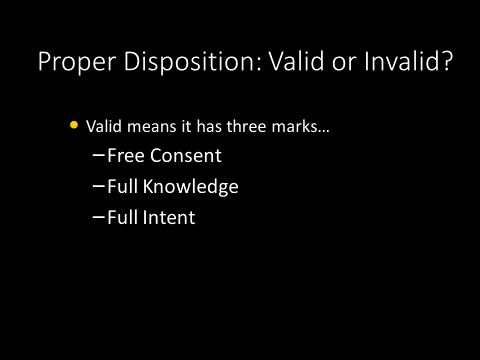 Proper Disposition: Valid or Invalid?
• Valid means it has three marks…
–Free Consent
–Full Knowledge
–Full Intent